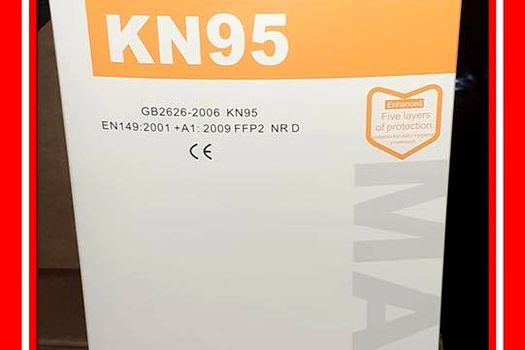 KN95
GB2626-2006 KN95
EN149:2001 +A1: 2009 FFP2 NR D
CE
Enhanced
Five layers
of protection
MA